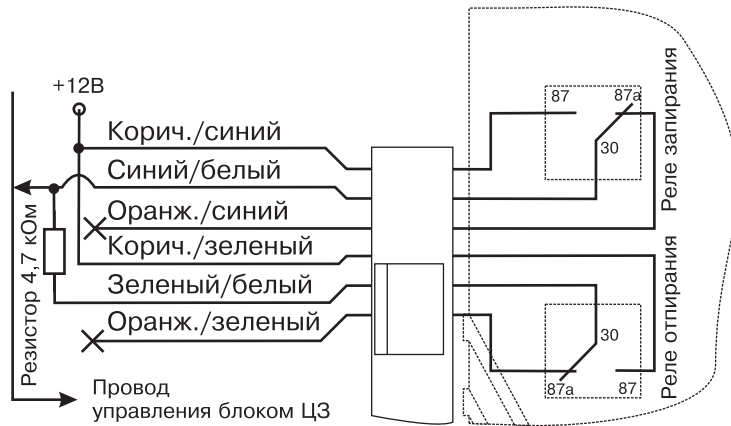 +12В
Корич./синий
Синий/белый
Оранж./синий
Корич./зеленый
Зеленый/белый
Оранж./зеленый
Резистор 4,7 кОм
Провод
управления блоком ЦЗ
87
87а
30
Реле запирания
30
87а
87
Реле отпирания